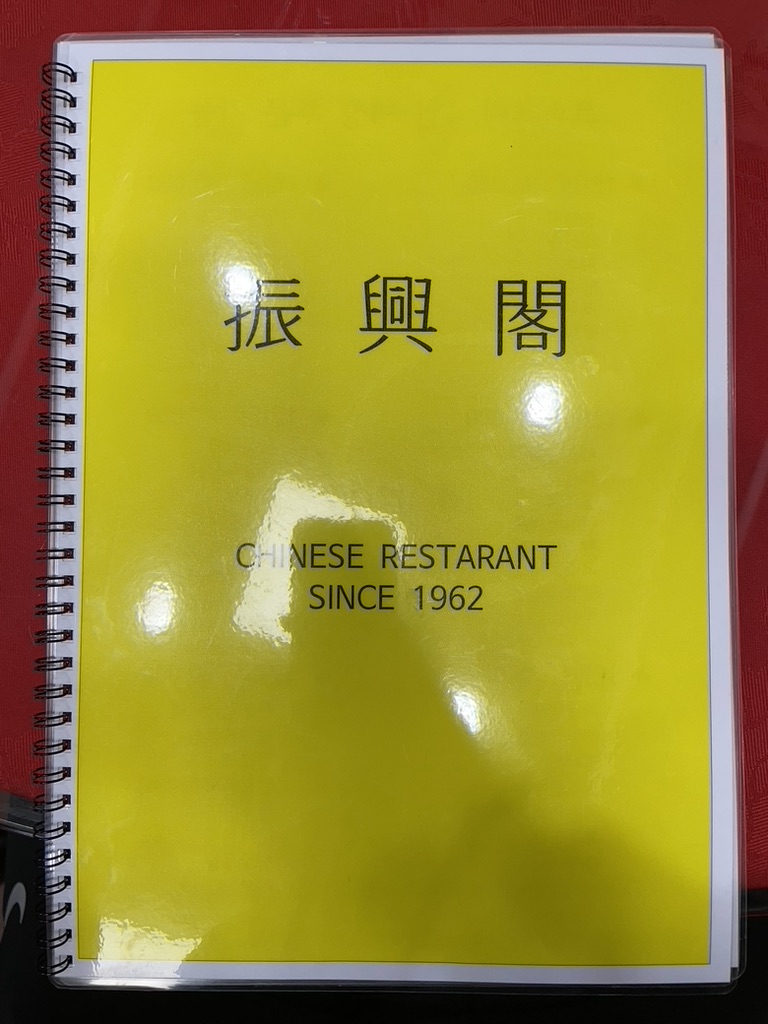 振興閣
CHINESE RESTARANT
SINCE 1962